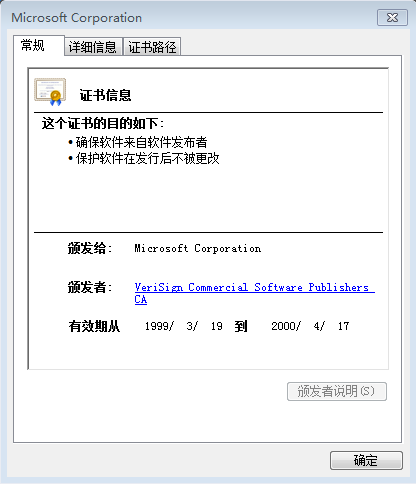 Microsoft Corporation
常规 详细信息 证书路径
证书信息
这个证书的目的如下:
• 确保软件来自软件发布者
• 保护软件在发行后不被更改
颁发给: Microsoft Corporation
颁发者: VeriSign Commercial Software Publishers
CA
有效期从 1999/ 3/ 19 到 2000/ 4/ 17
颁发者说明(S)
确定